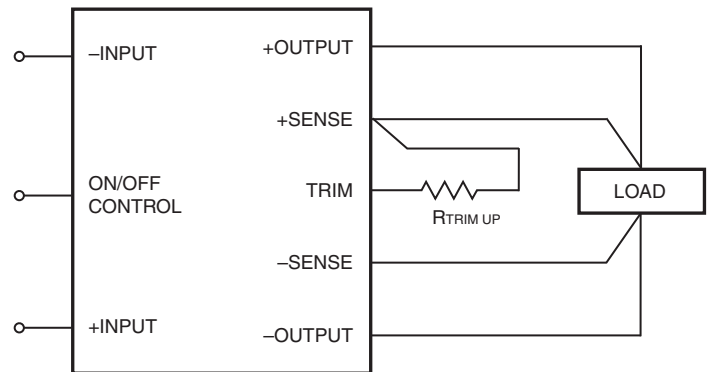 –INPUT
ON/OFF
CONTROL
+INPUT
+OUTPUT
+SENSE
TRIM
–SENSE
–OUTPUT
RTRIM UP
LOAD